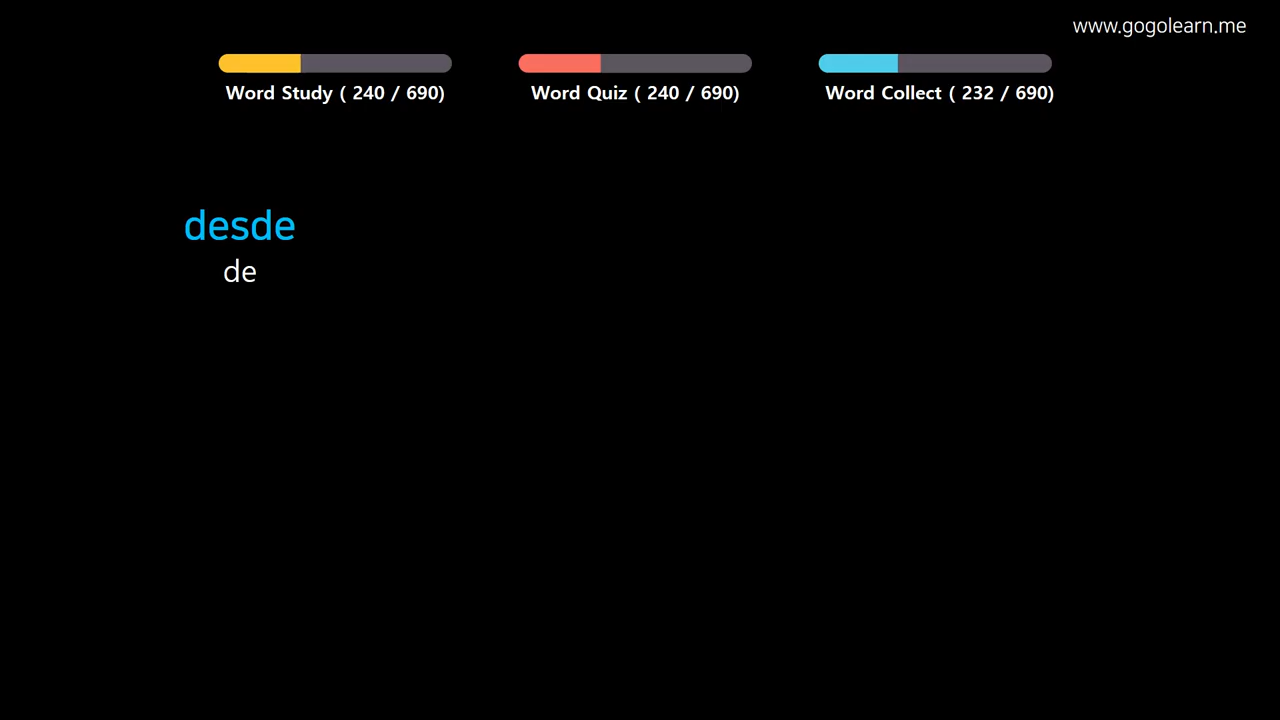 www.gogolearn.me
Word Study ( 240 / 690)
Word Quiz ( 240 / 690)
Word Collect ( 232 / 690)
desde
de